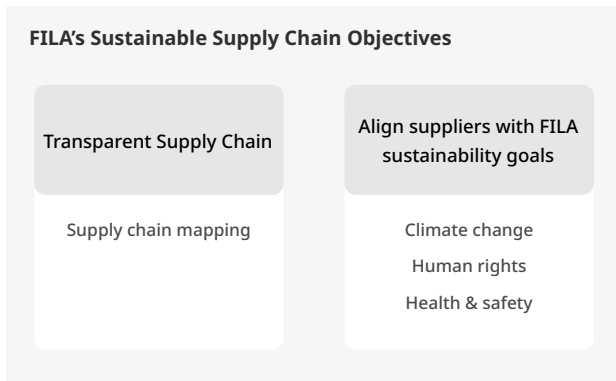 FILA’s Sustainable Supply Chain Objectives
Transparent Supply Chain
Supply chain mapping
Align suppliers with FILA
sustainability goals
Climate change
Human rights
Health & safety